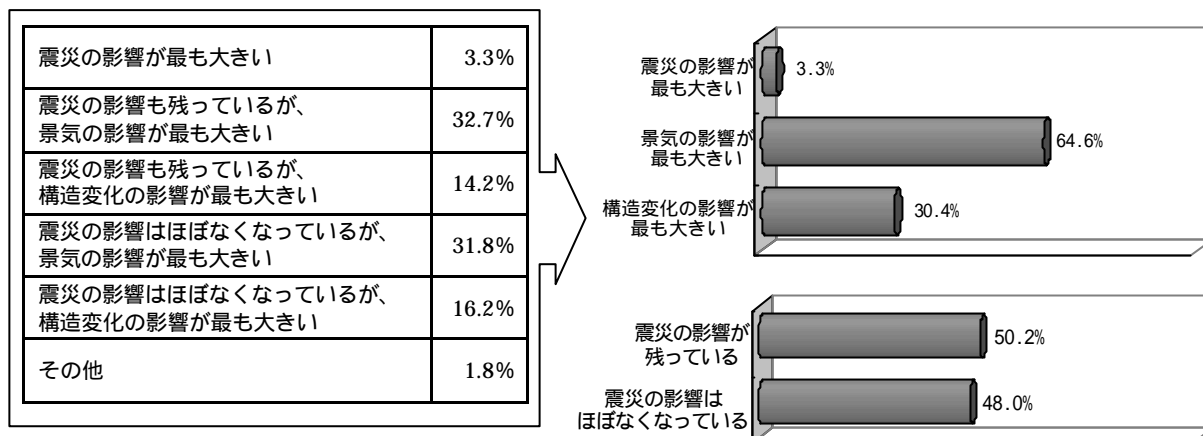 震災の影響が最も大きい 3.3%
震災の影響も残っているが、
景気の影響が最も大きい 32.7%
震災の影響も残っているが、
構造変化の影響が最も大きい 14.2%
震災の影響はほぼなくなっているが、
景気の影響が最も大きい 31.8%
震災の影響はほぼなくなっているが、
構造変化の影響が最も大きい 16.2%
その他 1.8%
震災の影響が
最も大きい
3.3%
景気の影響が
最も大きい
64.6%
構造変化の影響が
最も大きい
30.4%
震災の影響が
残っている
50.2%
震災の影響は
ほぼなくなっている
48.0%